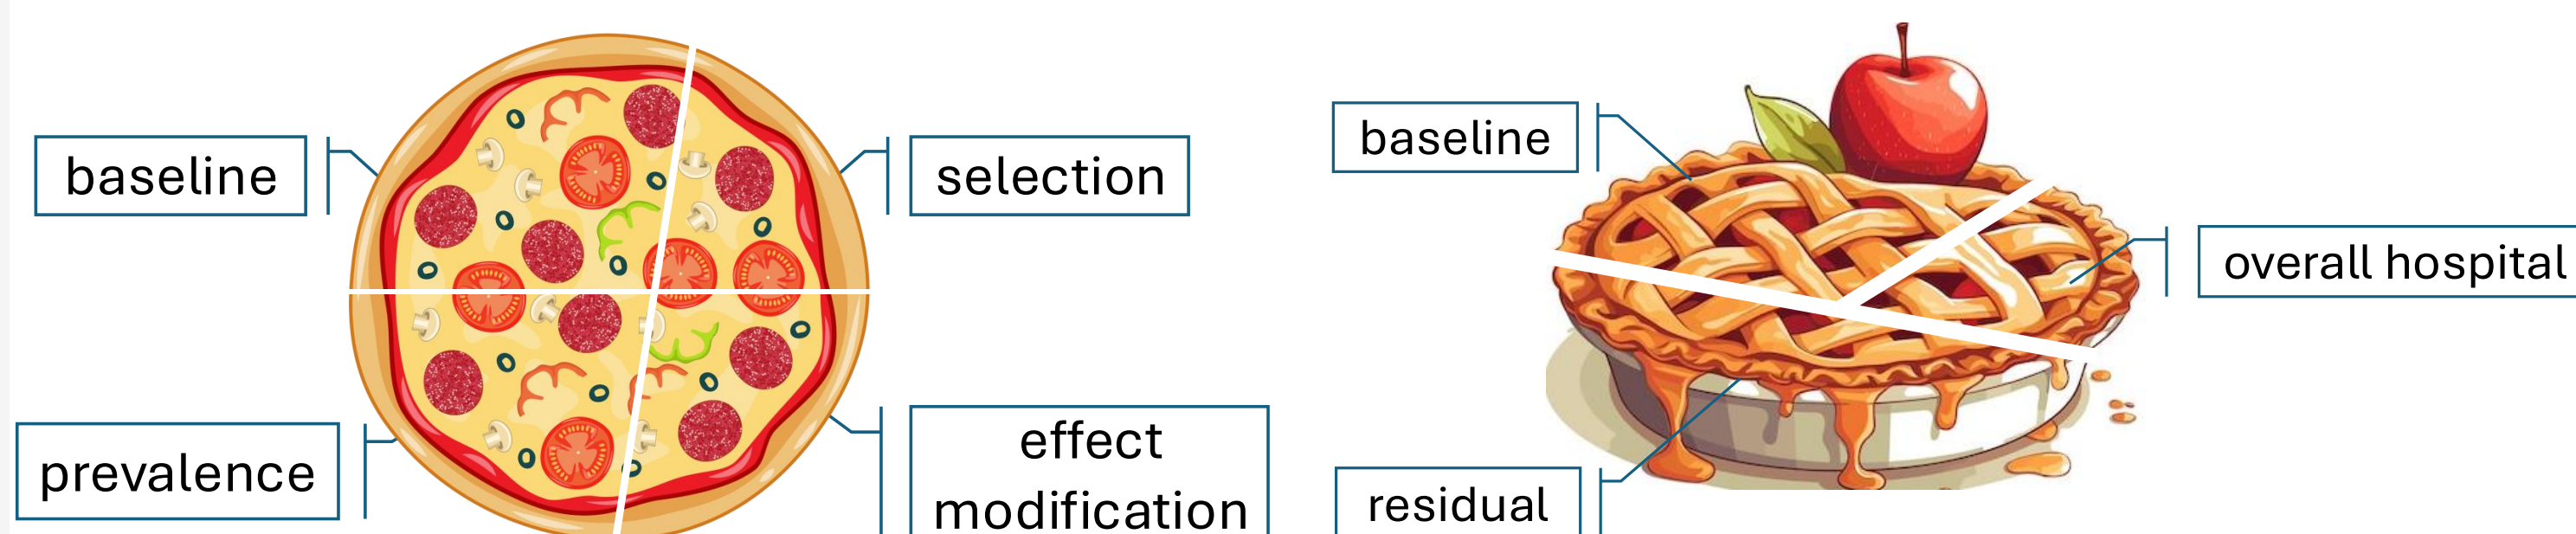 baseline
selection
prevalence
effect
modification
baseline
overall hospital
residual